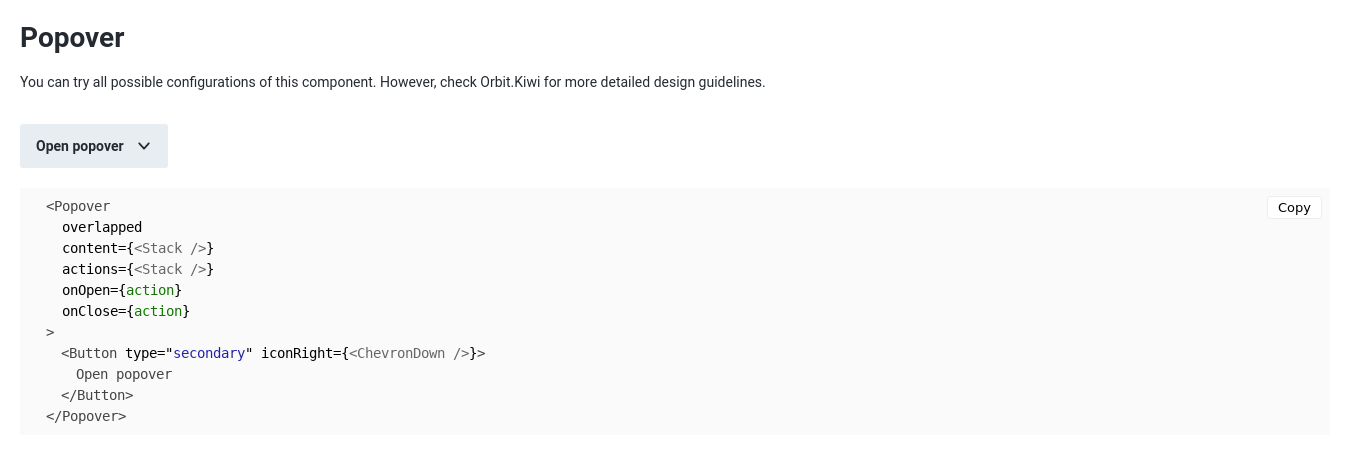 Popover
You can try all possible configurations of this component. However, check Orbit.Kiwi for more detailed design guidelines.
Open popover
Copy
<Popover
  overlapped
  content={<Stack />}
  actions={<Stack />}
  onOpen={action}
  onClose={action}
>
  <Button type="secondary" iconRight={<ChevronDown />}>
    Open popover
  </Button>
</Popover>